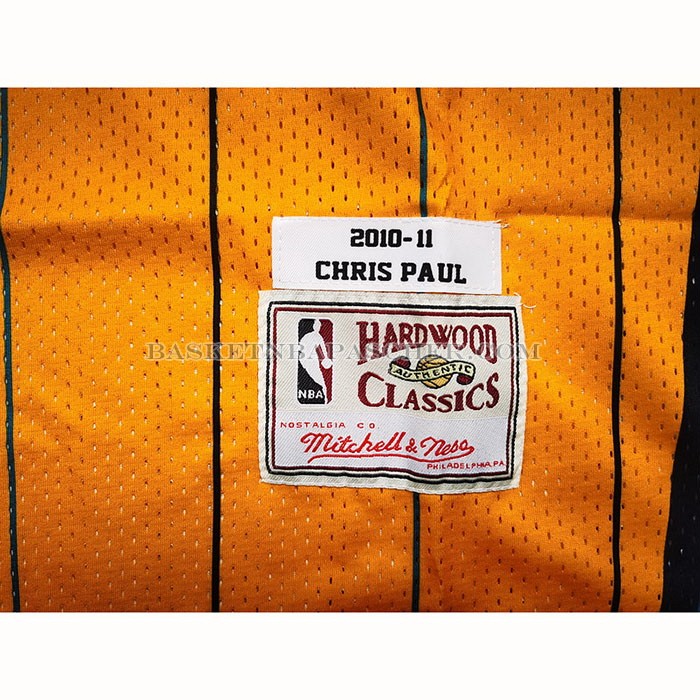 2010-11
CHRIS PAUL
HARDWOOD
AUTHENTIC
CLASSICS
NBA
NOSTALGIA CO.
Mitchell & Ness
PHILADELPHIA, PA
BASKETNBAPASCHER.COM